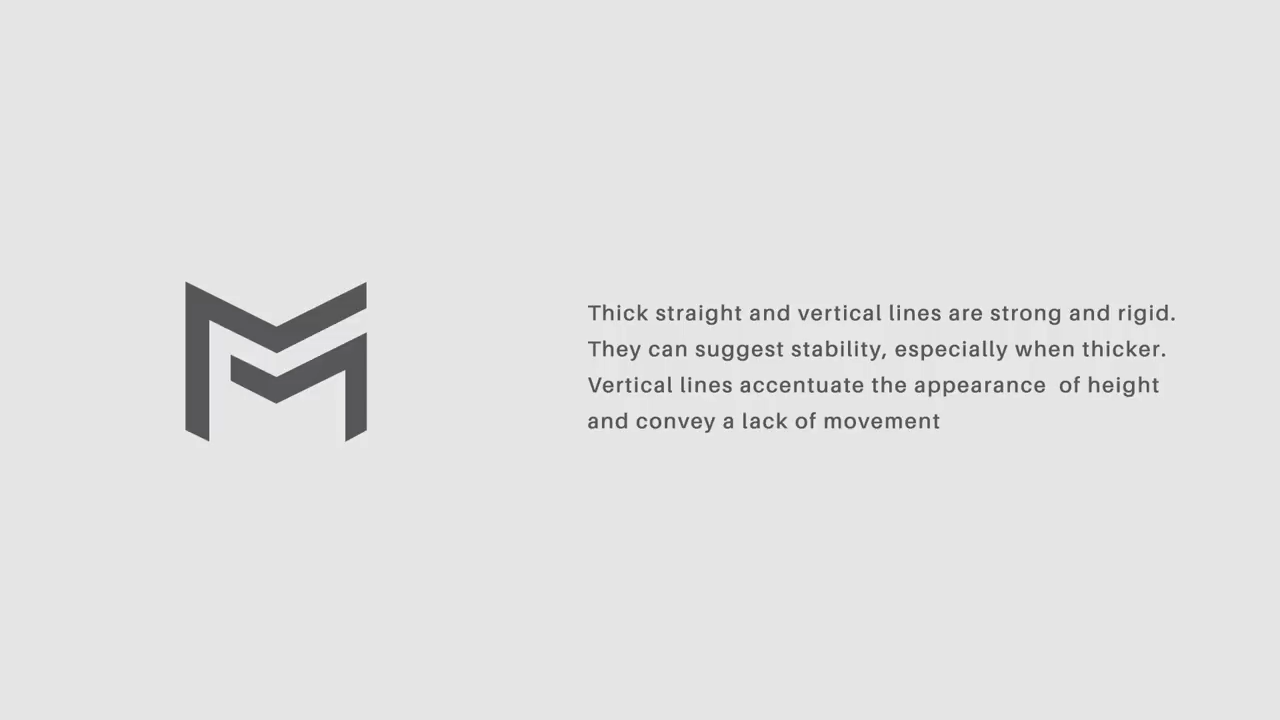 Thick straight and vertical lines are strong and rigid.
They can suggest stability, especially when thicker.
Vertical lines accentuate the appearance  of height
and convey a lack of movement